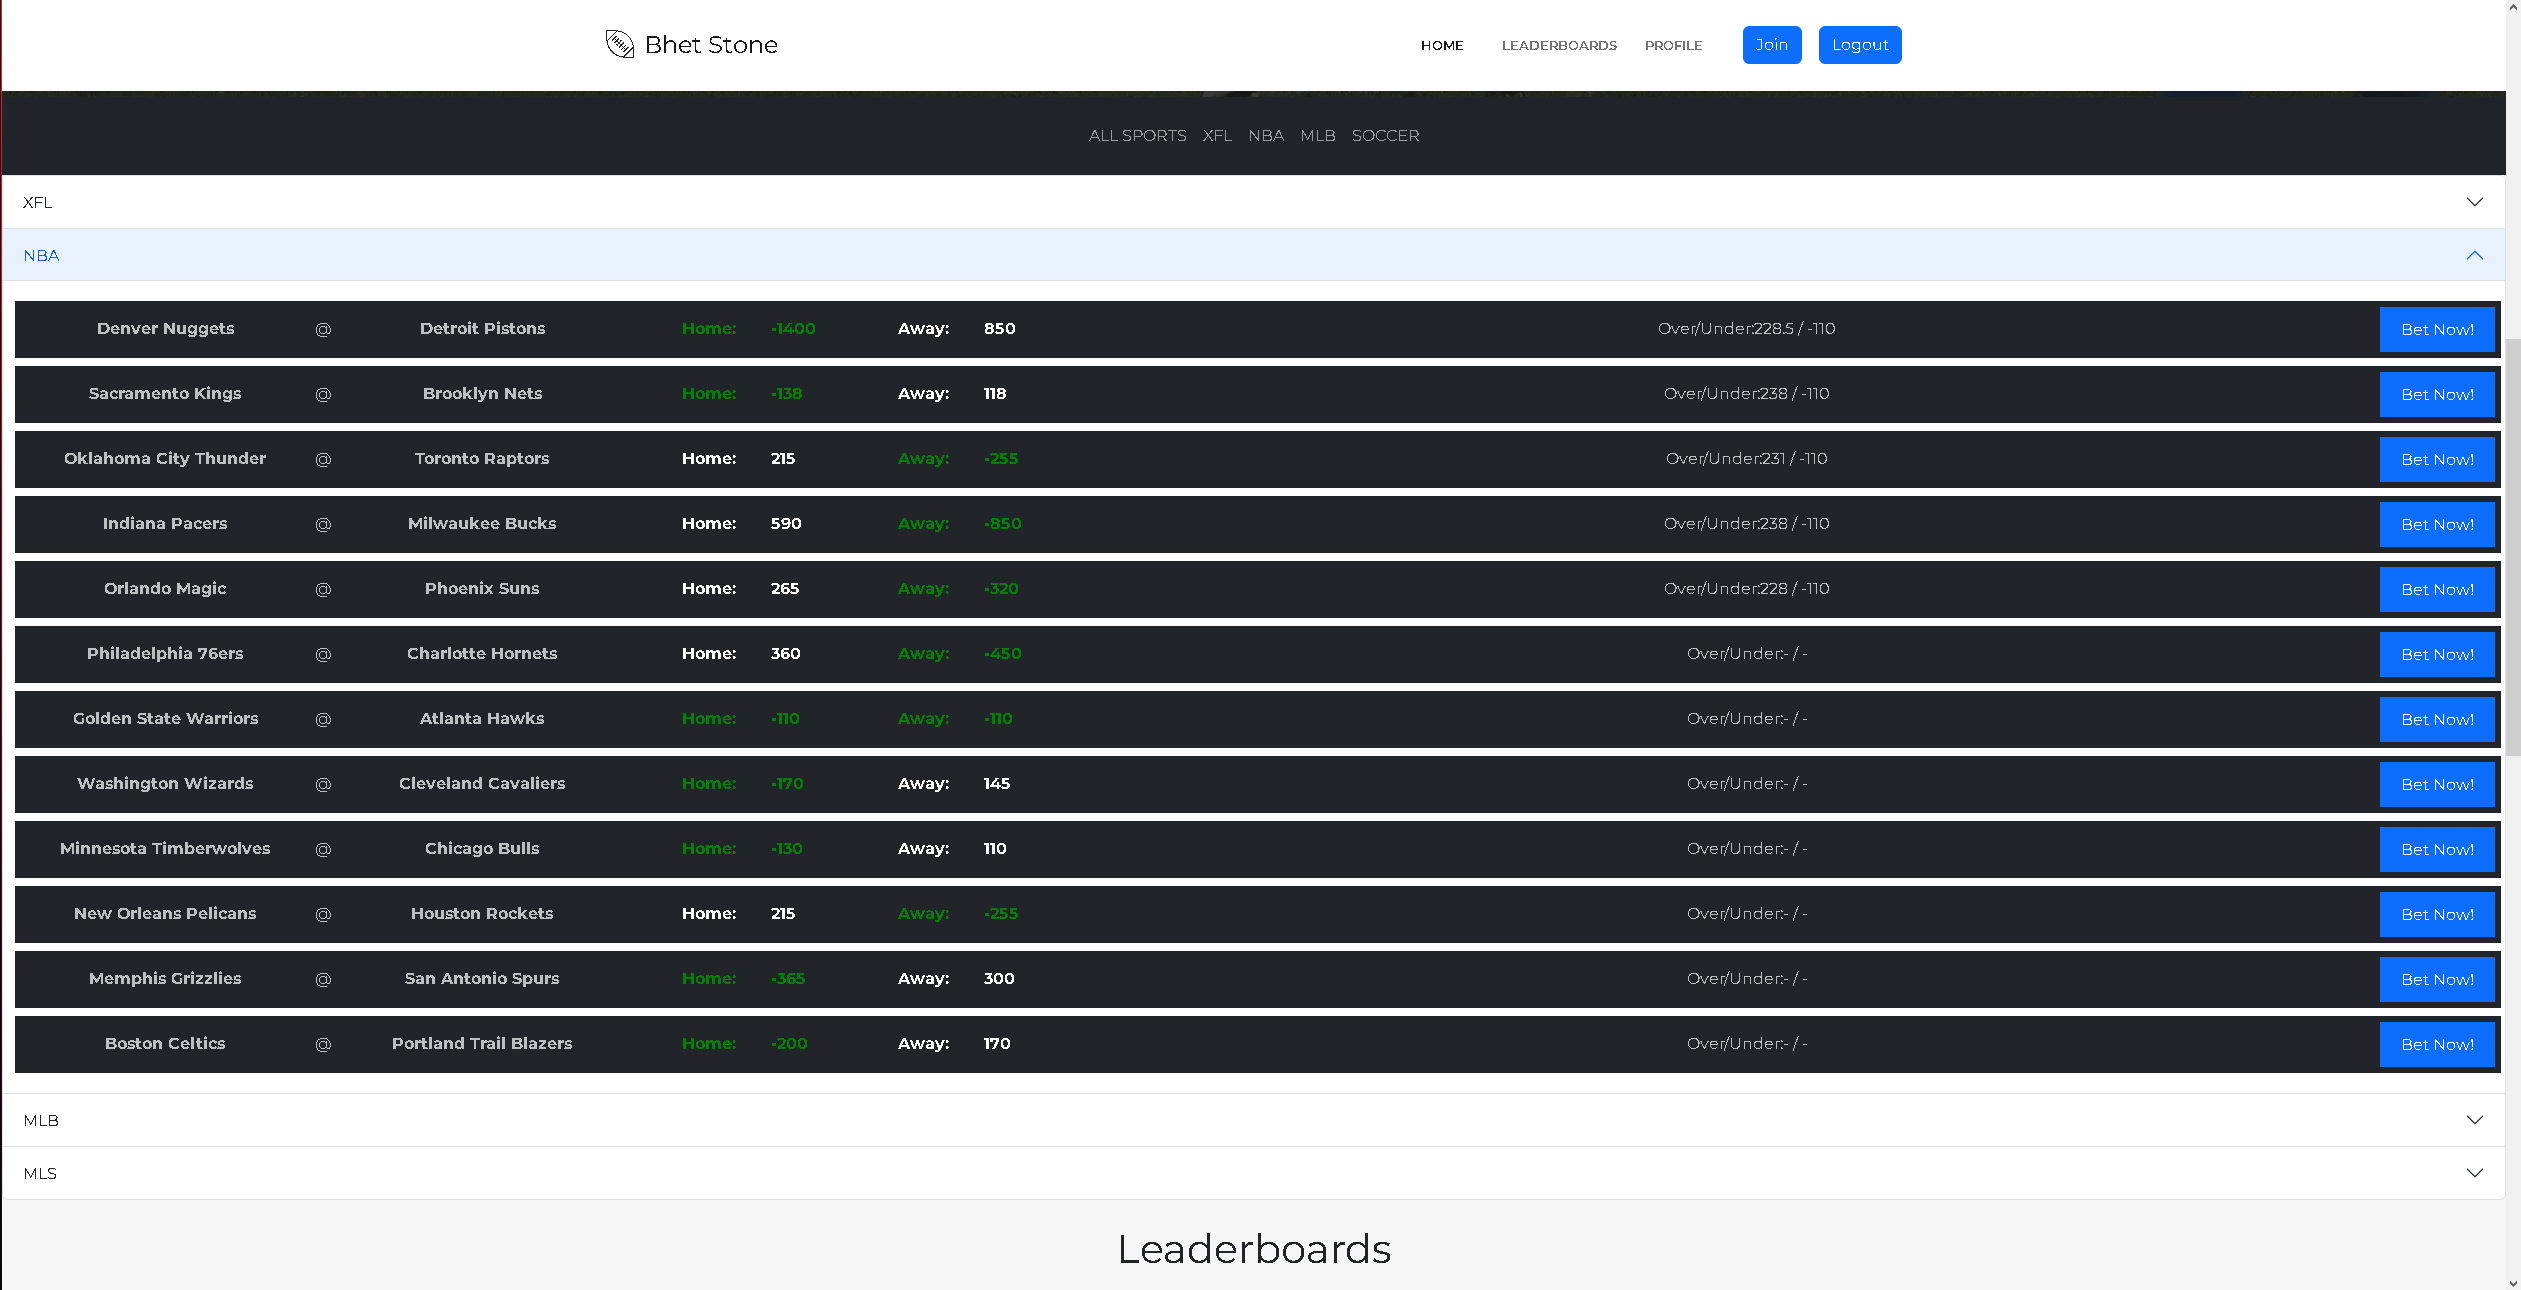 Bhet Stone HOME LEADERBOARDS PROFILE Join Logout
ALL SPORTS XFL NBA MLB SOCCER
XFL
NBA
Denver Nuggets @ Detroit Pistons Home: -1400 Away: 850 Over/Under:228.5 / -110 Bet Now!
Sacramento Kings @ Brooklyn Nets Home: -138 Away: 118 Over/Under:238 / -110 Bet Now!
Oklahoma City Thunder @ Toronto Raptors Home: 215 Away: -255 Over/Under:231 / -110 Bet Now!
Indiana Pacers @ Milwaukee Bucks Home: 590 Away: -850 Over/Under:238 / -110 Bet Now!
Orlando Magic @ Phoenix Suns Home: 265 Away: -320 Over/Under:228 / -110 Bet Now!
Philadelphia 76ers @ Charlotte Hornets Home: 360 Away: -450 Over/Under:- / - Bet Now!
Golden State Warriors @ Atlanta Hawks Home: -110 Away: -110 Over/Under:- / - Bet Now!
Washington Wizards @ Cleveland Cavaliers Home: -170 Away: 145 Over/Under:- / - Bet Now!
Minnesota Timberwolves @ Chicago Bulls Home: -130 Away: 110 Over/Under:- / - Bet Now!
New Orleans Pelicans @ Houston Rockets Home: 215 Away: -255 Over/Under:- / - Bet Now!
Memphis Grizzlies @ San Antonio Spurs Home: -365 Away: 300 Over/Under:- / - Bet Now!
Boston Celtics @ Portland Trail Blazers Home: -200 Away: 170 Over/Under:- / - Bet Now!
MLB
MLS
Leaderboards